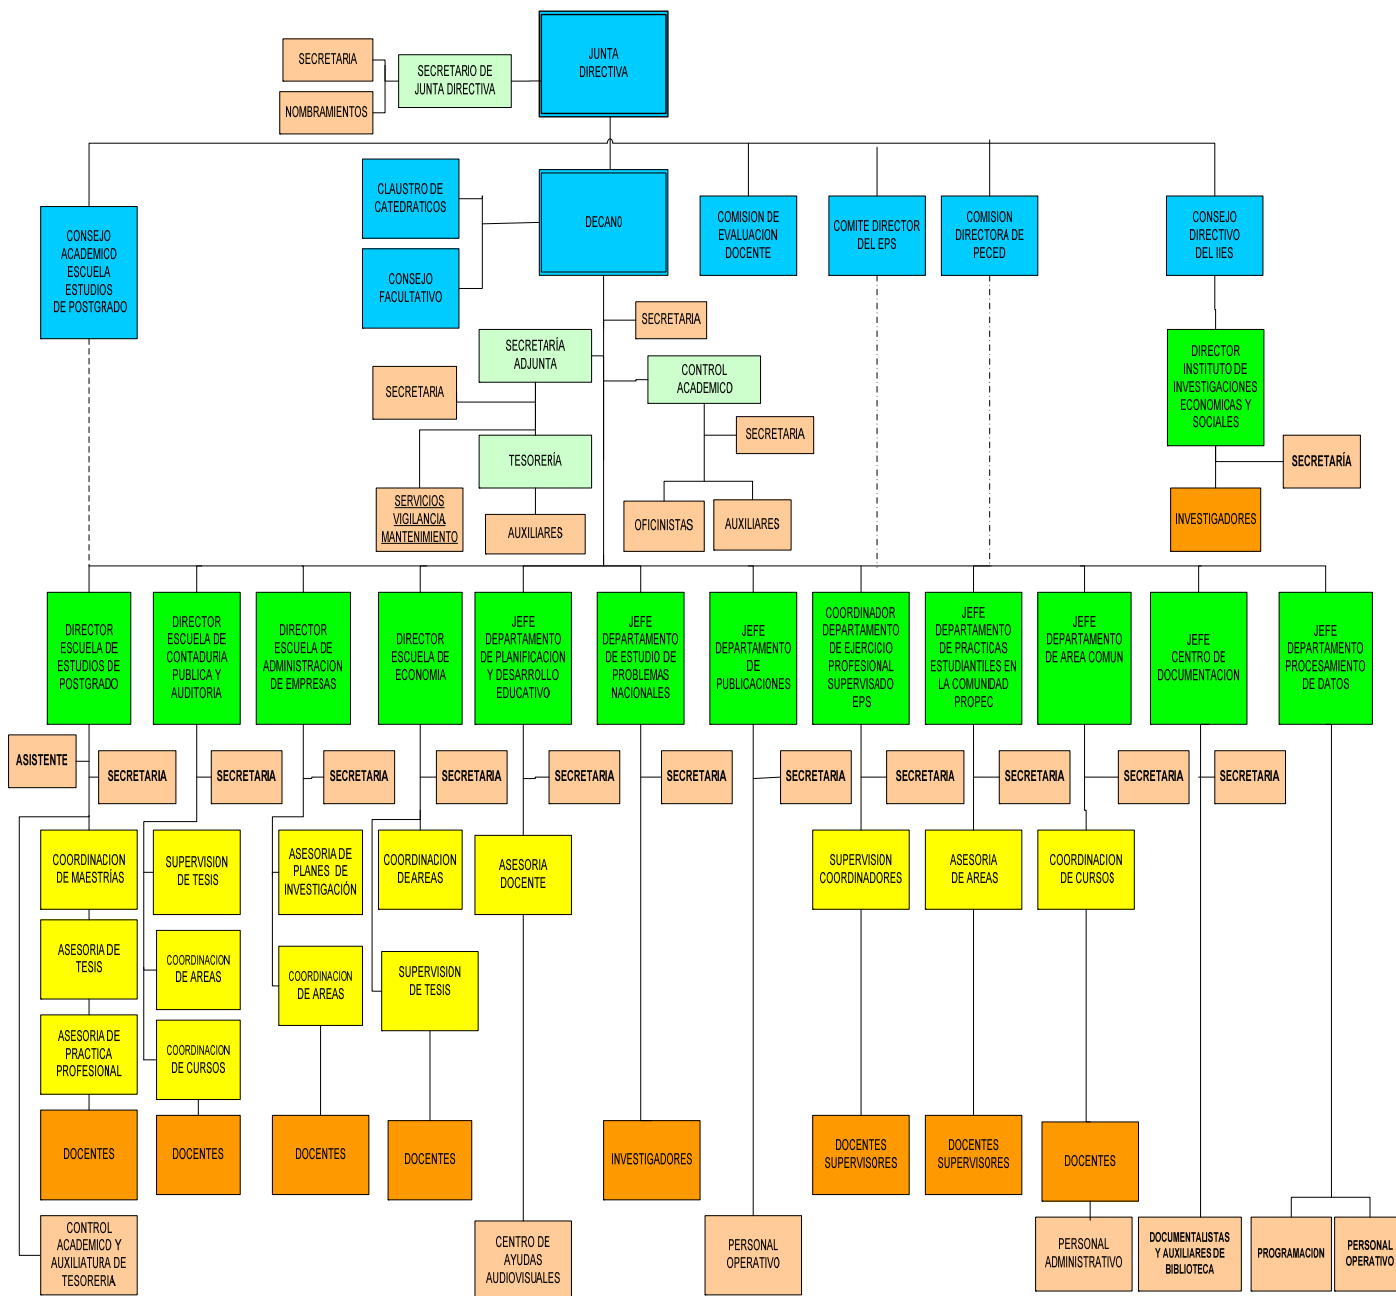 JUNTA
DIRECTIVA
SECRETARIA
SECRETARIO DE
JUNTA DIRECTIVA
NOMBRAMIENTOS
CLAUSTRO DE
CATEDRATICOS
DECAN0
CONSEJO
FACULTATIVO
CONSEJO
ACADEMICO
ESCUELA
ESTUDIOS
DE POSTGRADO
COMISION DE
EVALUACION
DOCENTE
COMITE DIRECTOR
DEL EPS
COMISION
DIRECTORA DE
PECED
CONSEJO
DIRECTIVO
DEL IIES
SECRETARIA
SECRETARÍA
ADJUNTA
CONTROL
ACADEMICO
SECRETARIA
SECRETARIA
TESORERÍA
SERVICIOS
VIGILANCIA
MANTENIMIENTO
AUXILIARES
OFICINISTAS
AUXILIARES
DIRECTOR
INSTITUTO DE
INVESTIGACIONES
ECONOMICAS Y
SOCIALES
SECRETARÍA
INVESTIGADORES
DIRECTOR
ESCUELA DE
ESTUDIOS DE
POSTGRADO
DIRECTOR
ESCUELA DE
CONTADURIA
PUBLICA Y
AUDITORIA
DIRECTOR
ESCUELA DE
ADMINISTRACION
DE EMPRESAS
DIRECTOR
ESCUELA DE
ECONOMIA
JEFE
DEPARTAMENTO
DE PLANIFICACION
Y DESARROLLO
EDUCATIVO
JEFE
DEPARTAMENTO
DE ESTUDIO DE
PROBLEMAS
NACIONALES
JEFE
DEPARTAMENTO
DE
PUBLICACIONES
COORDINADOR
DEPARTAMENTO
DE EJERCICIO
PROFESIONAL
SUPERVISADO
EPS
JEFE
DEPARTAMENTO
DE PRACTICAS
ESTUDIANTILES EN
LA COMUNIDAD
PROPEC
JEFE
DEPARTAMENTO
DE AREA COMUN
JEFE
CENTRO DE
DOCUMENTACION
JEFE
DEPARTAMENTO
PROCESAMIENTO
DE DATOS
ASISTENTE
SECRETARIA
SECRETARIA
SECRETARIA
SECRETARIA
SECRETARIA
SECRETARIA
SECRETARIA
SECRETARIA
SECRETARIA
SECRETARIA
SECRETARIA
COORDINACION
DE MAESTRÍAS
SUPERVISION
DE TESIS
ASESORIA DE
PLANES DE
INVESTIGACIÓN
COORDINACION
DEAREAS
ASESORIA
DOCENTE
SUPERVISION
COORDINADORES
ASESORIA
DE AREAS
COORDINACION
DE CURSOS
ASESORIA DE
TESIS
COORDINACION
DE AREAS
COORDINACION
DE AREAS
SUPERVISION
DE TESIS
ASESORIA DE
PRACTICA
PROFESIONAL
COORDINACION
DE CURSOS
DOCENTES
DOCENTES
DOCENTES
DOCENTES
INVESTIGADORES
DOCENTES
SUPERVISORES
DOCENTES
SUPERVISORES
DOCENTES
CONTROL
ACADEMICO Y
AUXILIATURA DE
TESORERIA
CENTRO DE
AYUDAS
AUDIOVISUALES
PERSONAL
OPERATIVO
PERSONAL
ADMINISTRATIVO
DOCUMENTALISTAS
Y AUXILIARES DE
BIBLIOTECA
PROGRAMACION
PERSONAL
OPERATIVO